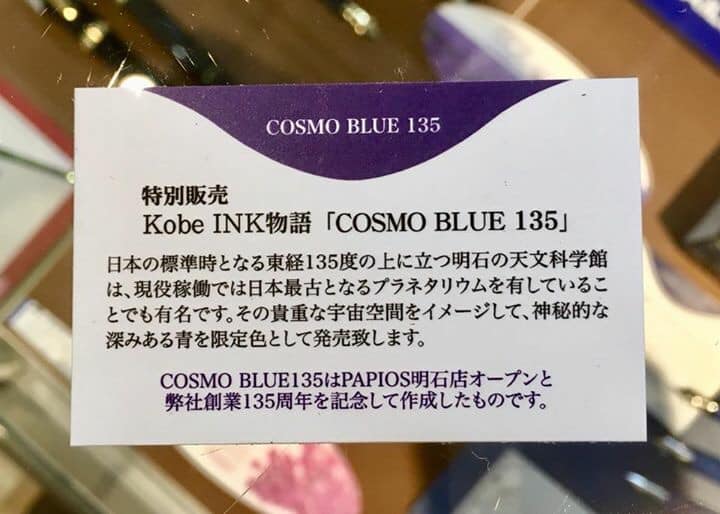 COSMO BLUE 135
特別販売
Kobe INK物語「COSMO BLUE 135」
日本の標準時となる東経135度の上に立つ明石の天文科学館
は、現役稼働では日本最古となるプラネタリウムを有しているこ
とでも有名です。その貴重な宇宙空間をイメージして、神秘的な
深みある青を限定色として発売致します。
COSMO BLUE135はPAPIOS明石店オープンと
弊社創業135周年を記念して作成したものです。